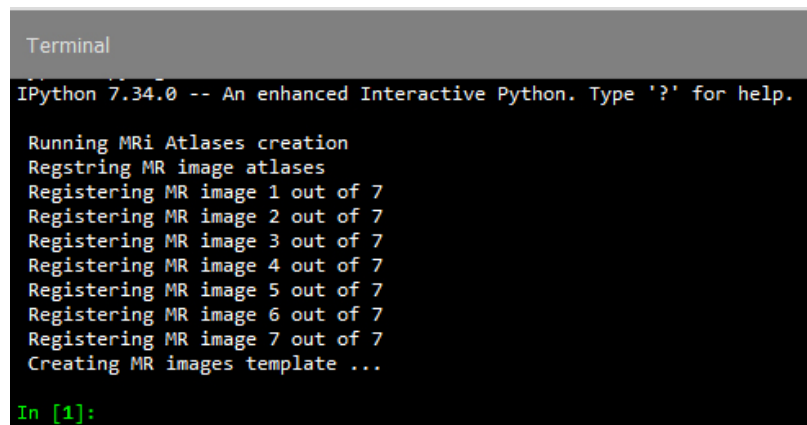 Terminal
IPython 7.34.0 -- An enhanced Interactive Python. Type '?' for help.
Running MRi Atlases creation
Regstring MR image atlases
Registering MR image 1 out of 7
Registering MR image 2 out of 7
Registering MR image 3 out of 7
Registering MR image 4 out of 7
Registering MR image 5 out of 7
Registering MR image 6 out of 7
Registering MR image 7 out of 7
Creating MR images template ...
In [1]: